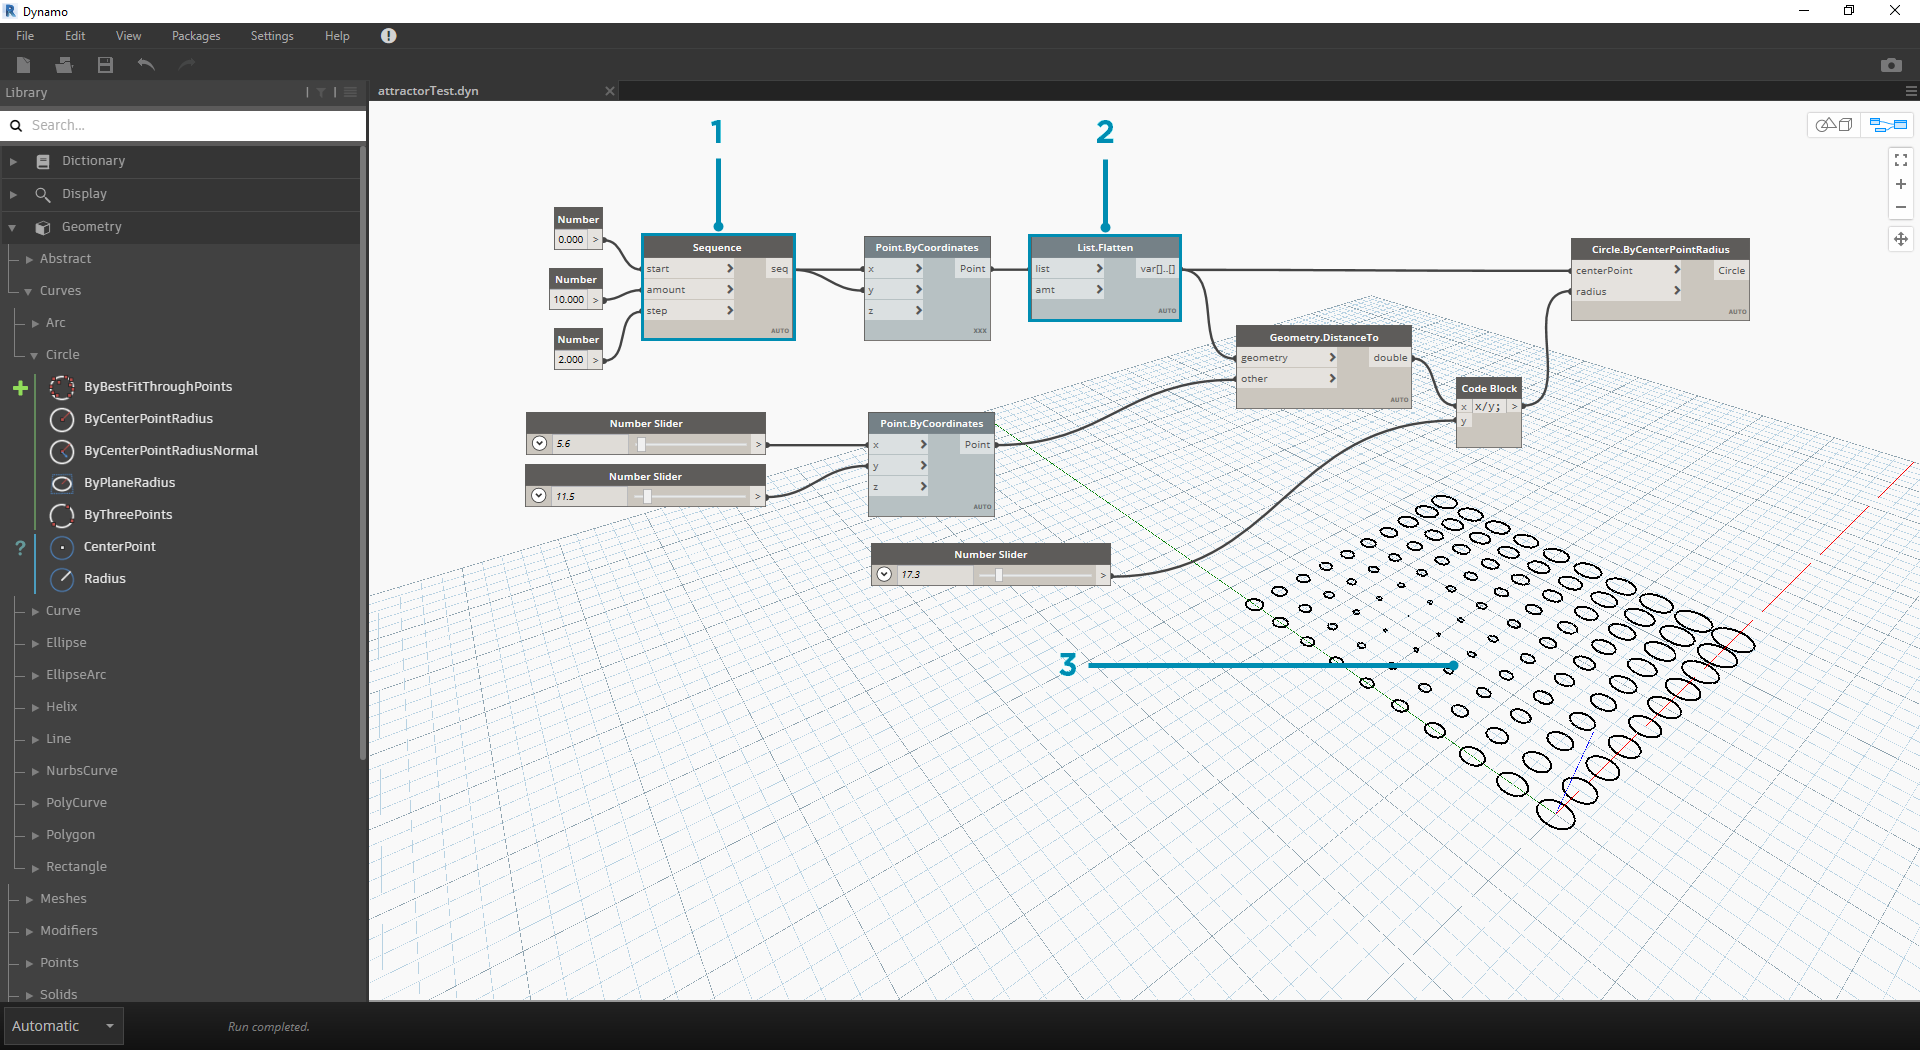 Dynamo
File Edit View Packages Settings Help
Library
attractorTest.dyn
Search...
Dictionary
Display
Geometry
Abstract
Curves
Arc
Circle
ByBestFitThroughPoints
ByCenterPointRadius
ByCenterPointRadiusNormal
ByPlaneRadius
ByThreePoints
CenterPoint
? 
Radius
Curve
Ellipse
EllipseArc
Helix
Line
NurbsCurve
PolyCurve
Polygon
Rectangle
Meshes
Modifiers
Points
Solids
Automatic
Run completed.
1
2
3
Number
0.000 >
Number
10.000 >
Number
2.000 >
Sequence
start > seq
amount >
step >
AUTO
Point.ByCoordinates
x > Point
y >
z >
XXX
List.Flatten
list > var[]..[]
amt >
AUTO
Circle.ByCenterPointRadius
centerPoint > Circle
radius >
AUTO
Geometry.DistanceTo
geometry > double
other >
AUTO
Code Block
x x/y; >
y
Number Slider
5.6 >
Number Slider
11.5 >
Point.ByCoordinates
x > Point
y >
z >
AUTO
Number Slider
17.3 >